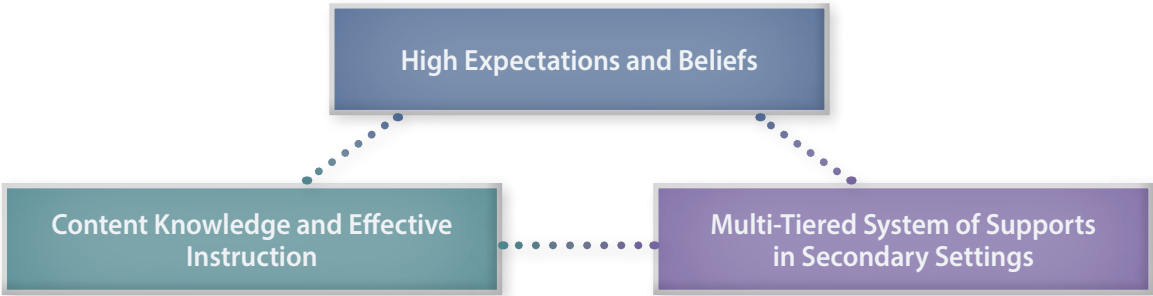 High Expectations and Beliefs
Content Knowledge and Effective
Instruction
Multi-Tiered System of Supports
in Secondary Settings